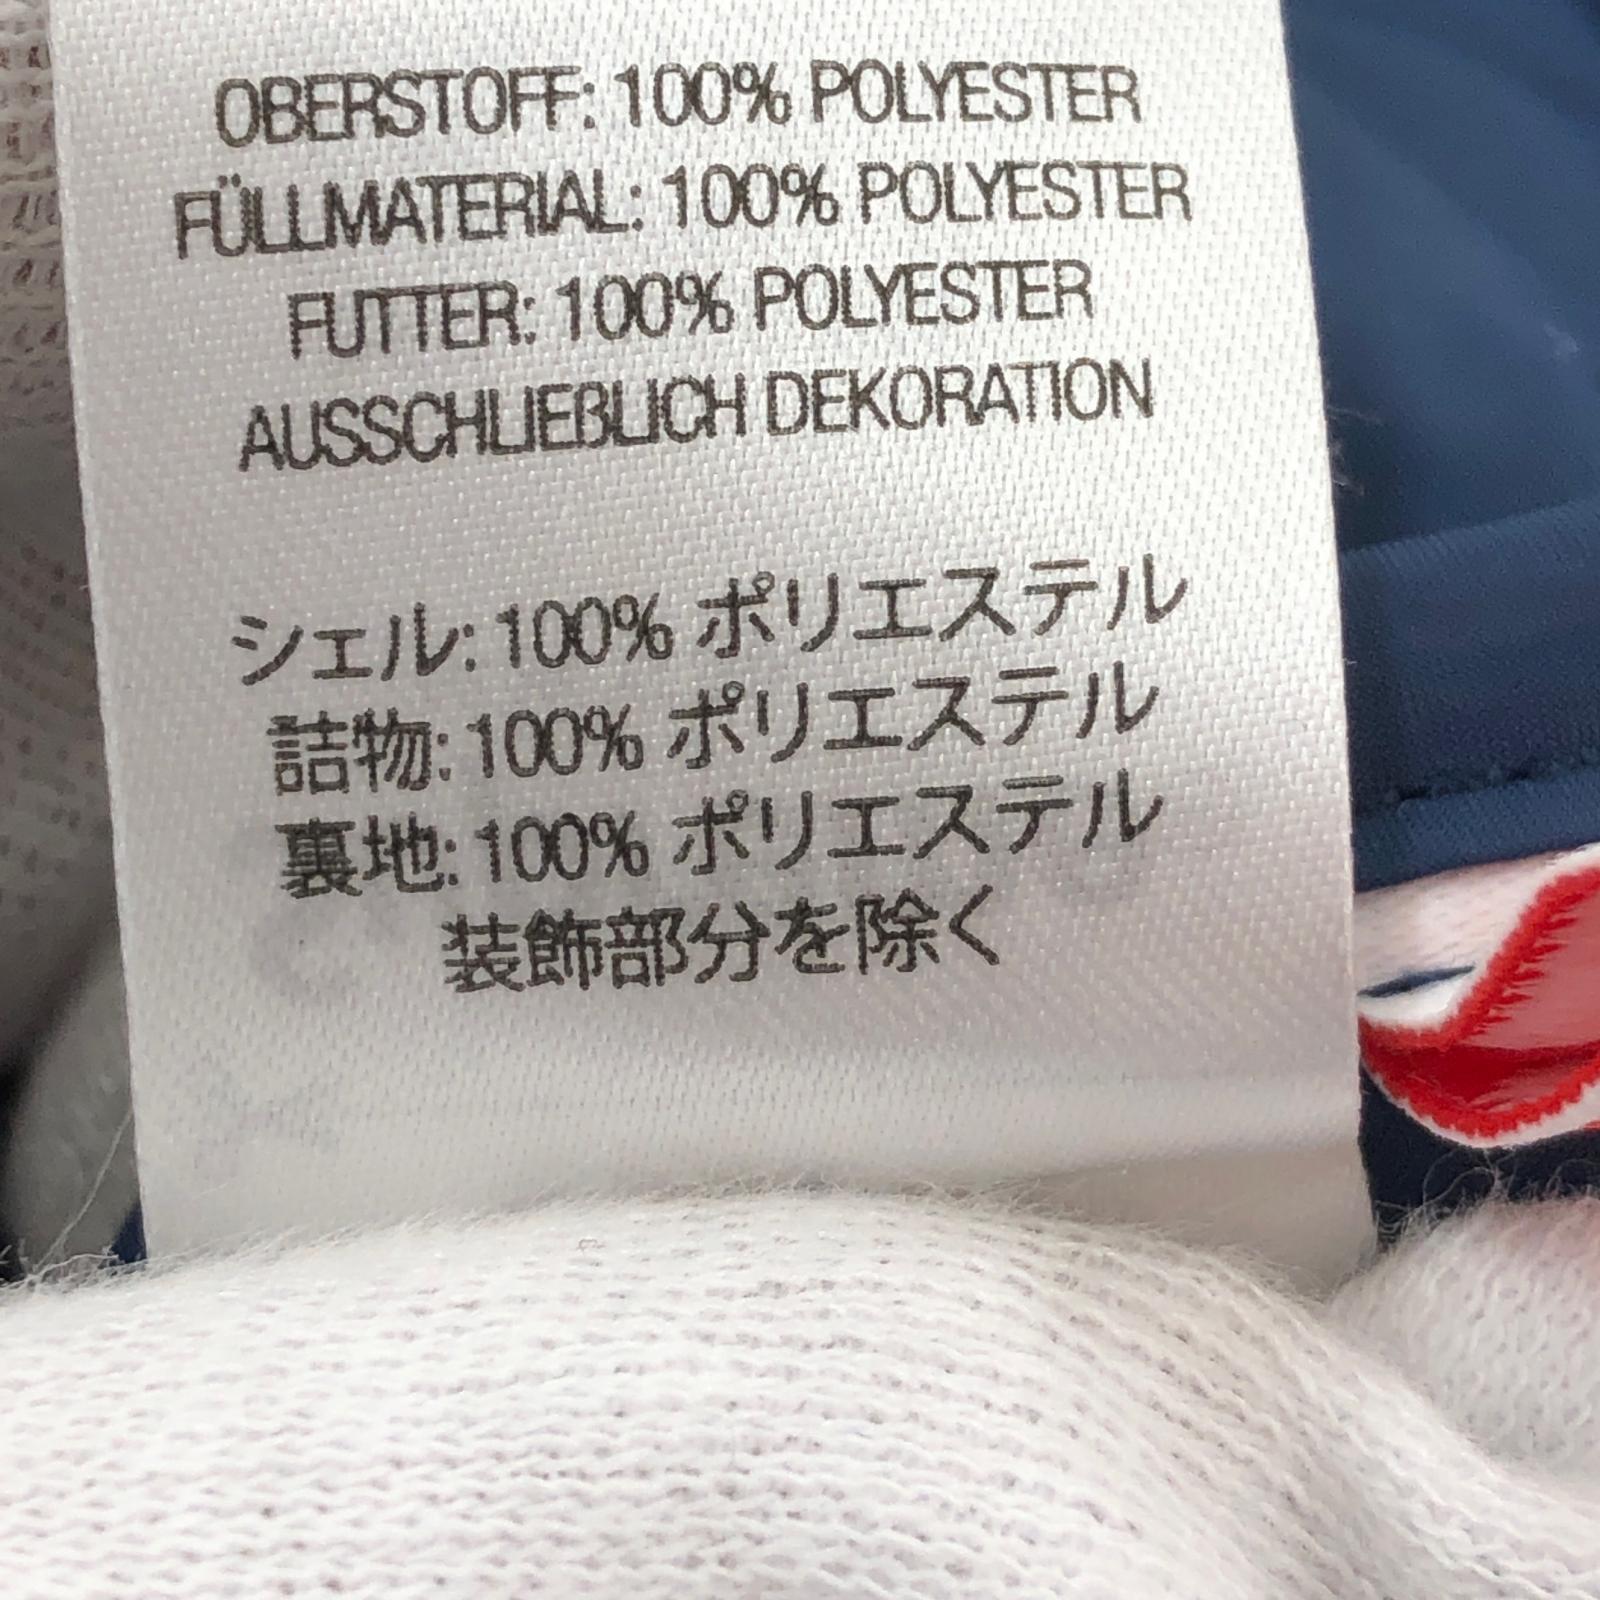 OBERSTOFF: 100% POLYESTER
FÜLLMATERIAL: 100% POLYESTER
FUTTER: 100% POLYESTER
AUSSCHLIEßLICH DEKORATION
シェル: 100% ポリエステル
詰物: 100% ポリエステル
裏地: 100% ポリエステル
装飾部分を除く